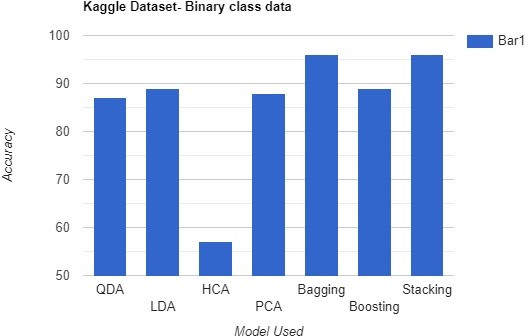 Kaggle Dataset- Binary class data
100
90
80
70
60
50
Accuracy
Bar1
QDA
LDA
HCA
PCA
Bagging
Boosting
Stacking
Model Used